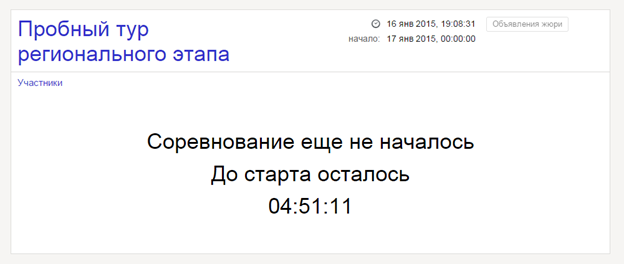 Пробный тур
регионального этапа
16 янв 2015, 19:08:31
Объявления жюри
начало: 17 янв 2015, 00:00:00
Участники
Соревнование еще не началось
До старта осталось
04:51:11